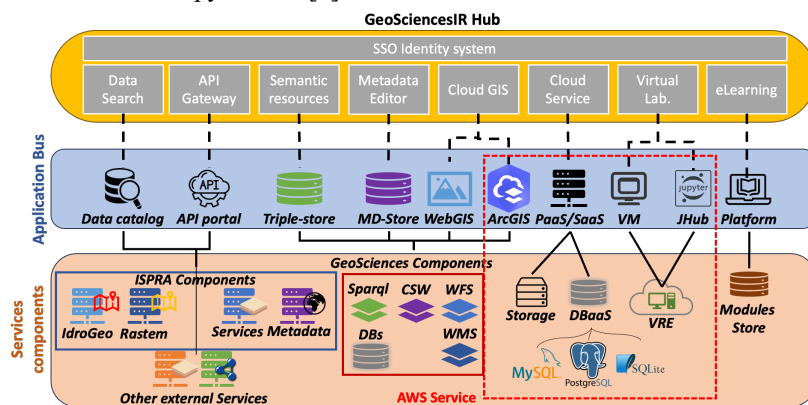 GeoSciencesIR Hub
SSO Identity system
Data Search
API Gateway
Semantic resources
Metadata Editor
Cloud GIS
Cloud Service
Virtual Lab.
eLearning
Application Bus
API
jupyter
Data catalog
API portal
Triple-store
MD-Store
WebGIS
ArcGIS
PaaS/SaaS
VM
JHub
Platform
Services components
ISPRA Components
IdroGeo
Rastem
Services
Metadata
Other external Services
GeoSciences Components
Sparql
CSW
WFS
DBs
WMS
AWS Service
Storage
DBaaS
VRE
MySQL
PostgreSQL
SQLite
Modules Store